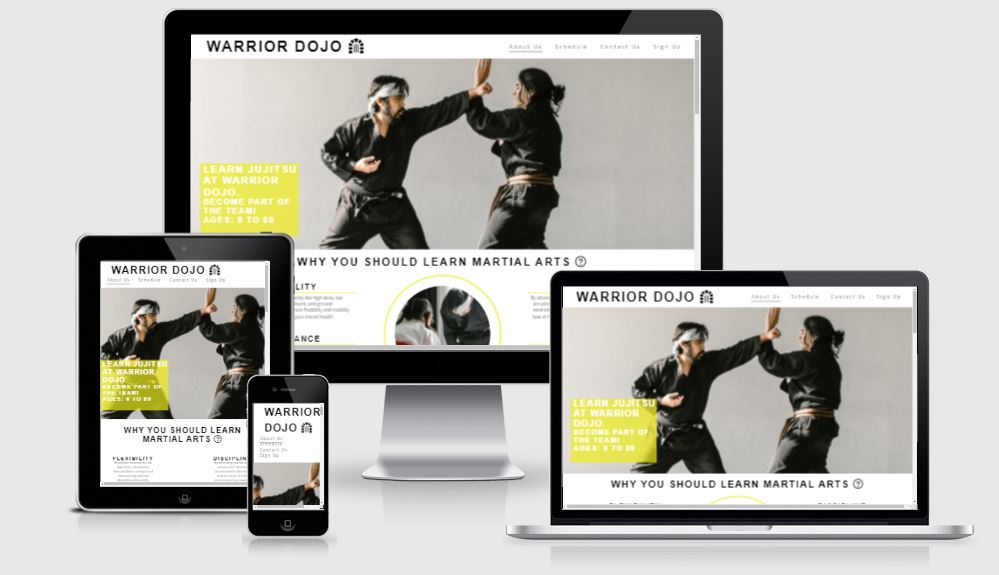 WARRIOR DOJO
About Us Schedule Contact Us Sign Up
LEARN JUJITSU
AT WARRIOR
DOJO.
BECOME PART OF
THE TEAM!
AGES: 8 TO 80
WHY YOU SHOULD LEARN MARTIAL ARTS
LITY
your overall health.
ANCE
WARRIOR DOJO
About Us Schedule Contact Us Sign Up
LEARN JUJITSU
AT WARRIOR
DOJO.
BECOME PART OF
THE TEAM!
AGES: 8 TO 80
WHY YOU SHOULD LEARN
MARTIAL ARTS
FLEXIBILITY
WARRIOR
DOJO
About Us
Schedule
Contact Us
Sign Up
WARRIOR DOJO
About Us Schedule Contact Us Sign Up
LEARN JUJITSU
AT WARRIOR
DOJO.
BECOME PART OF
THE TEAM!
AGES: 8 TO 80
WHY YOU SHOULD LEARN MARTIAL ARTS